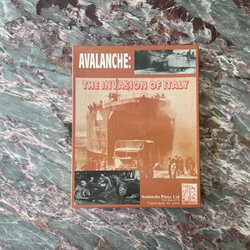 AVALANCHE:
THE INVASION OF ITALY
Avalanche Press, Ltd